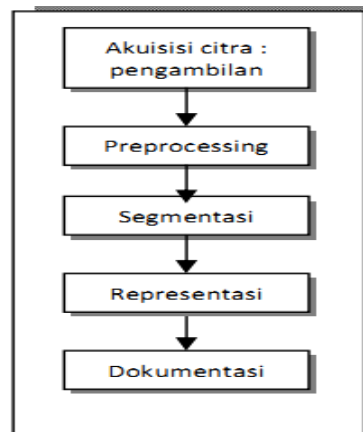 Akuisisi citra :
pengambilan
Preprocessing
Segmentasi
Representasi
Dokumentasi